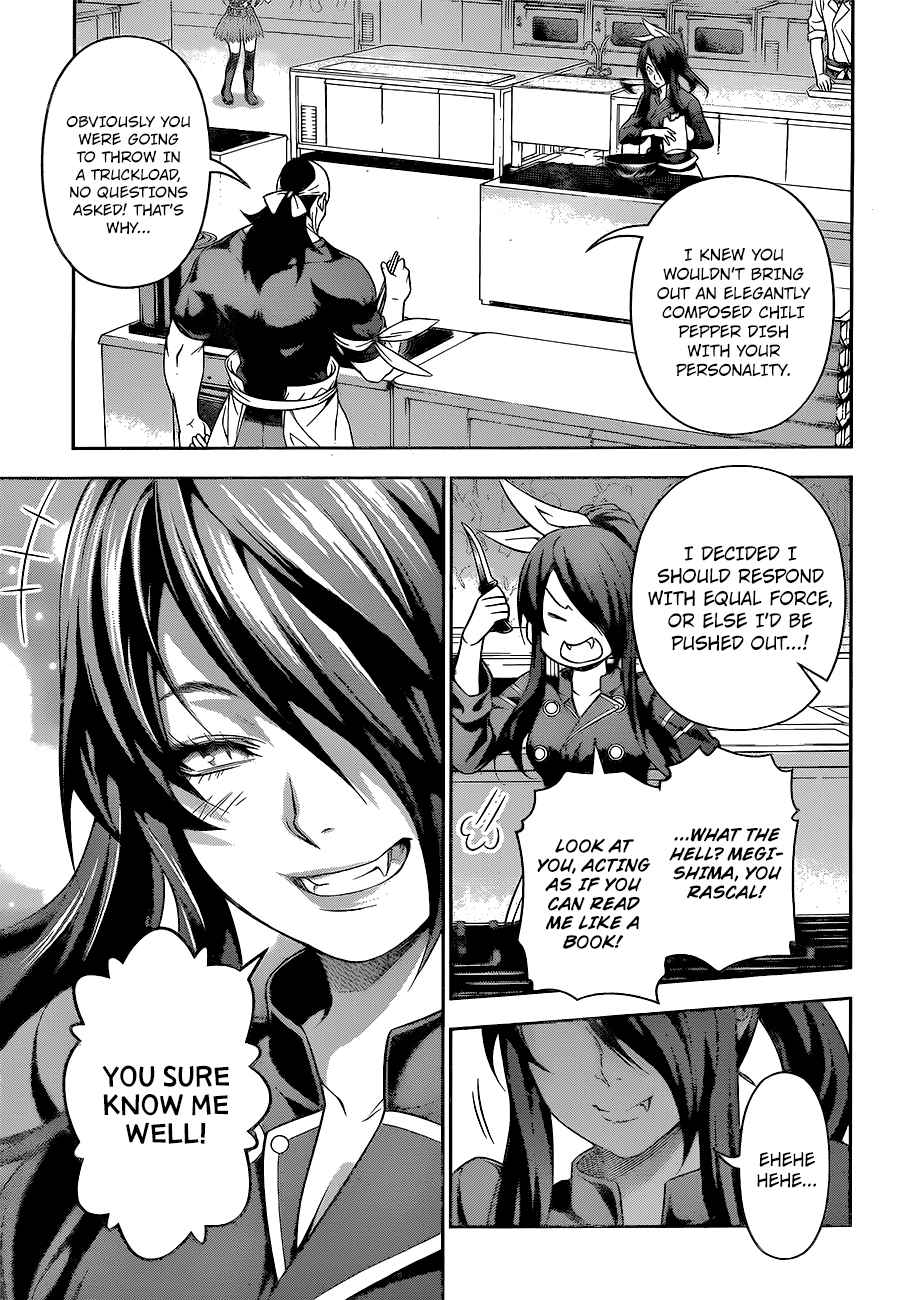 I KNEW YOU
WOULDN'T BRING
OUT AN ELEGANTLY
COMPOSED CHILI
PEPPER DISH
WITH YOUR
PERSONALITY.
OBVIOUSLY YOU
WERE GOING
TO THROW IN
A TRUCKLOAD,
NO QUESTIONS
ASKED! THAT'S
WHY...
I DECIDED I
SHOULD RESPOND
WITH EQUAL FORCE,
OR ELSE I'D BE
PUSHED OUT...!
...WHAT THE
HELL? MEGI-
SHIMA, YOU
RASCAL!
LOOK AT
YOU, ACTING
AS IF YOU
CAN READ
ME LIKE A
BOOK!
EHEHE
HEHE...
YOU SURE
KNOW ME
WELL!